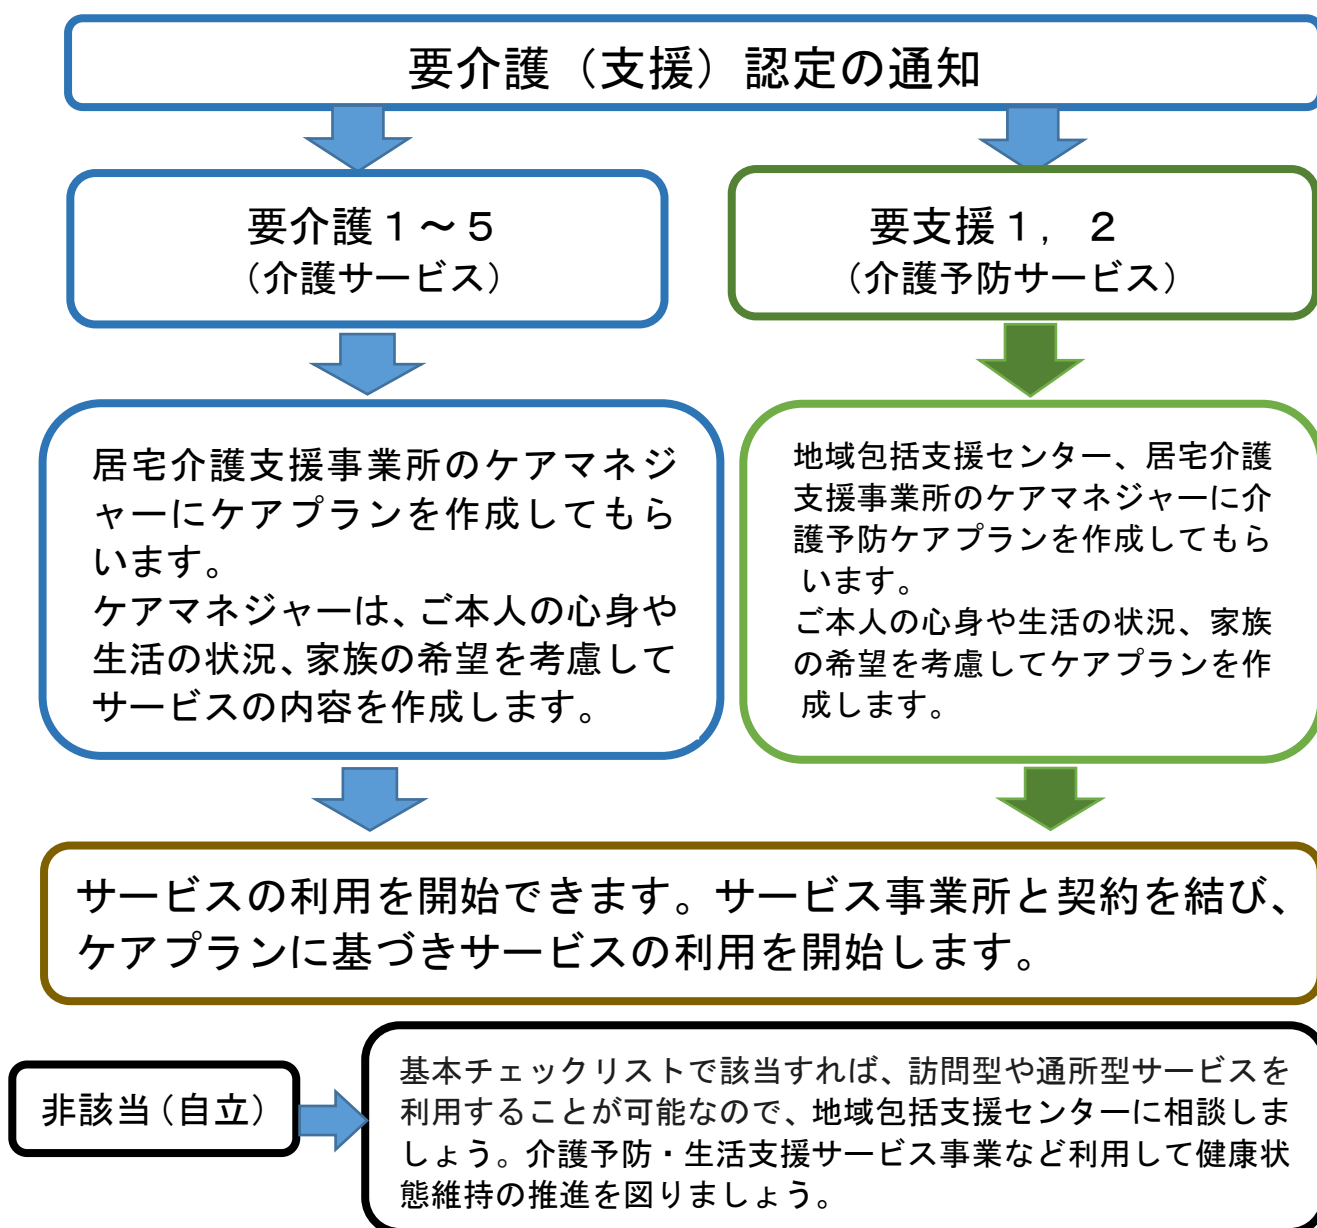 要介護（支援）認定の通知
要介護１～５
（介護サービス）
要支援１，２
（介護予防サービス）
居宅介護支援事業所のケアマネジ
ャーにケアプランを作成してもら
います。
ケアマネジャーは、ご本人の心身や
生活の状況、家族の希望を考慮して
サービスの内容を作成します。
地域包括支援センター、居宅介護
支援事業所のケアマネジャーに介
護予防ケアプランを作成してもら
います。
ご本人の心身や生活の状況、家族
の希望を考慮してケアプランを作
成します。
サービスの利用を開始できます。サービス事業所と契約を結び、
ケアプランに基づきサービスの利用を開始します。
非該当（自立）
基本チェックリストで該当すれば、訪問型や通所型サービスを
利用することが可能なので、地域包括支援センターに相談しま
しょう。介護予防・生活支援サービス事業など利用して健康状
態維持の推進を図りましょう。